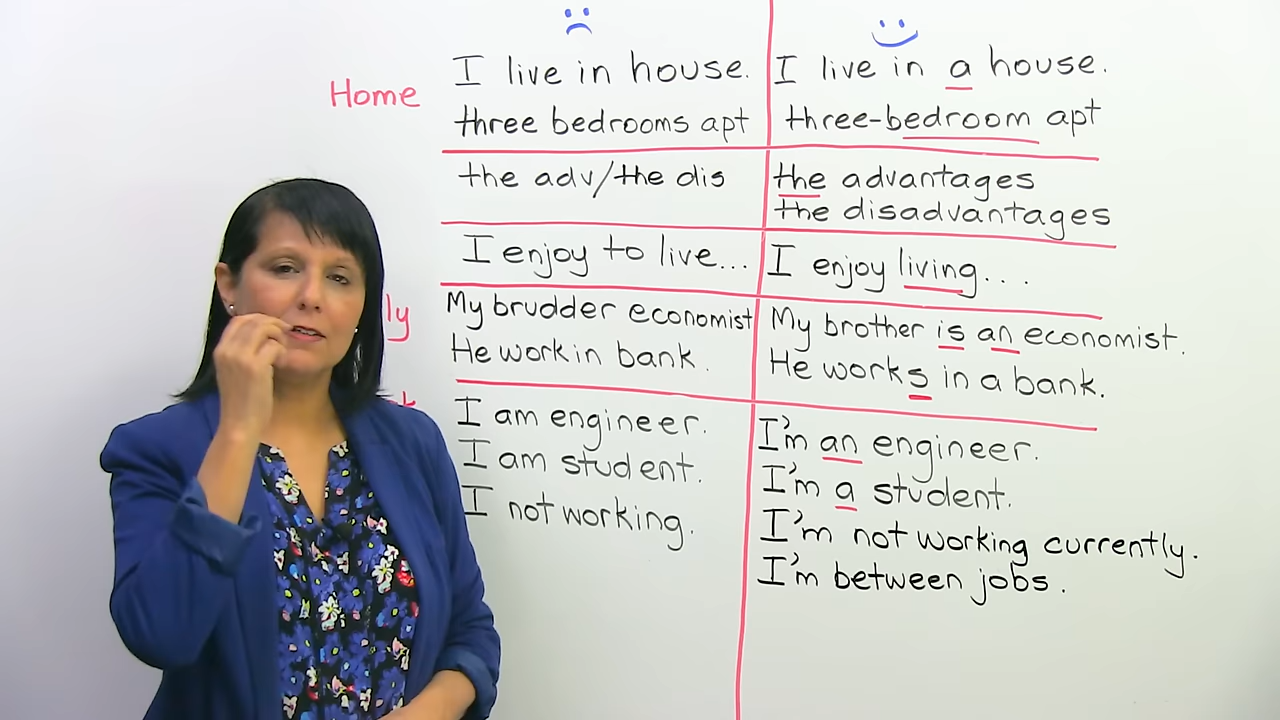 Home
I live in house.
three bedrooms apt
I live in a house.
three-bedroom apt
the adv/the dis
the advantages
the disadvantages
I enjoy to live...
I enjoy living...
My brudder economist
He work in bank.
My brother is an economist.
He works in a bank.
I am engineer.
I am student.
I not working.
I'm an engineer.
I'm a student.
I'm not working currently.
I'm between jobs.